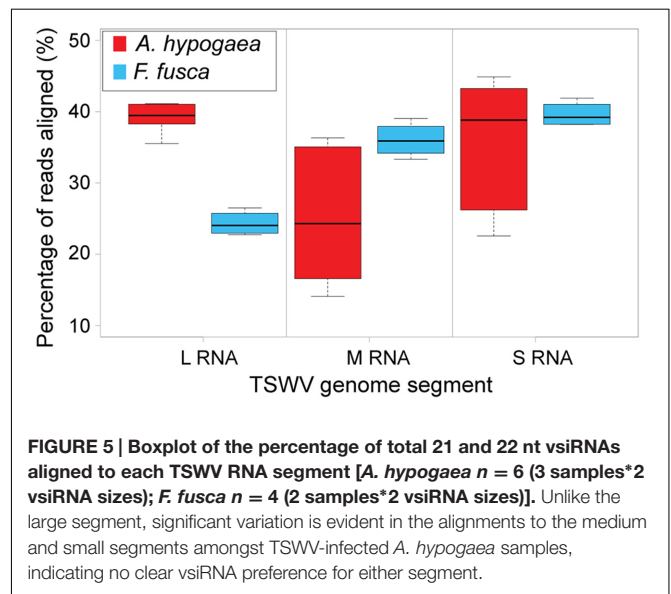 50
40
30
20
10
Percentage of reads aligned (%)
A. hypogaea
F. fusca
L RNA M RNA S RNA
TSWV genome segment
FIGURE 5 | Boxplot of the percentage of total 21 and 22 nt vsiRNAs
aligned to each TSWV RNA segment [A. hypogaea n = 6 (3 samples*2
vsiRNA sizes); F. fusca n = 4 (2 samples*2 vsiRNA sizes)]. Unlike the
large segment, significant variation is evident in the alignments to the medium
and small segments amongst TSWV-infected A. hypogaea samples,
indicating no clear vsiRNA preference for either segment.